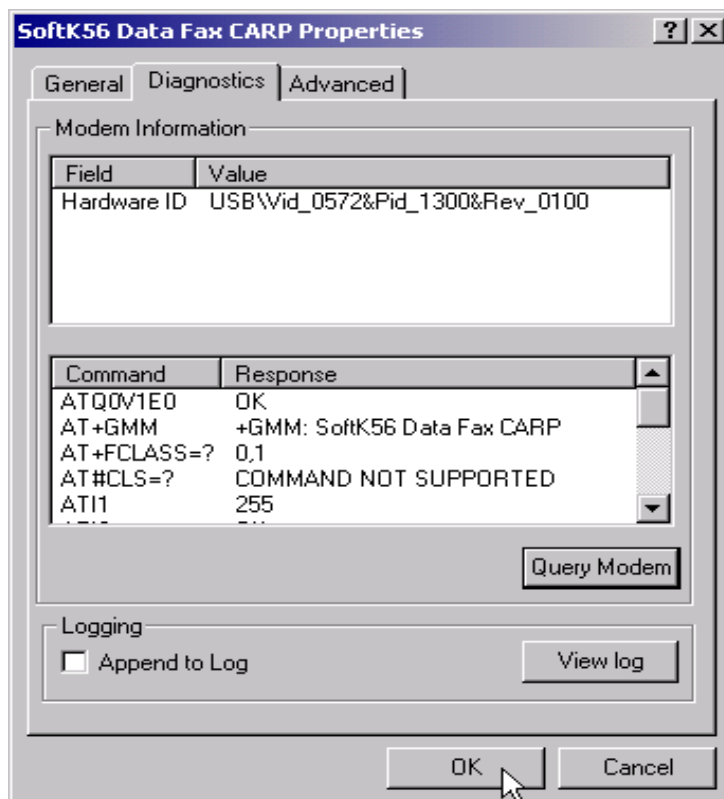 SoftK56 Data Fax CARP Properties
General Diagnostics Advanced
Modem Information
Field Value
Hardware ID USB\Vid_0572&Pid_1300&Rev_0100
Command Response
ATQ0V1E0 OK
AT+GMM +GMM: SoftK56 Data Fax CARP
AT+FCLASS=? 0,1
AT#CLS=? COMMAND NOT SUPPORTED
ATI1 255
Query Modem
Logging
Append to Log View log
OK Cancel